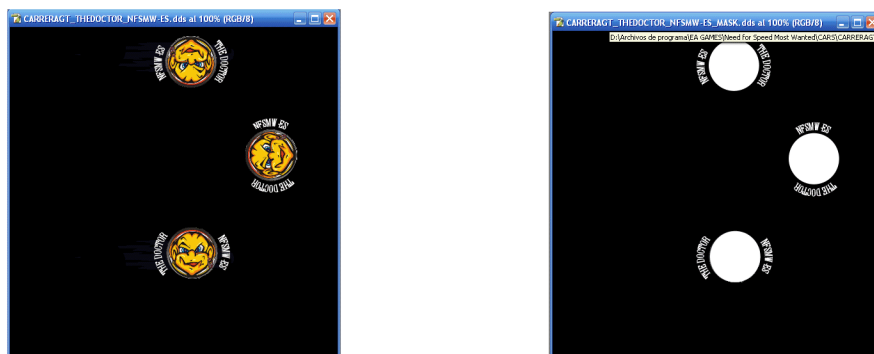 CARRERAGT_THEDOCTOR_NFSMW-ES.dds al 100% (RGB/8)
NFSMW-ES
THE DOCTOR
NFSMW-ES
THE DOCTOR
THE DOCTOR
NFSMW-ES
CARRERAGT_THEDOCTOR_NFSMW-ES_MASK.dds al 100% (RGB/8)
D:\Archivos de programa\EA GAMES\Need for Speed Most Wanted\CARS\CARRERAG
NFSMW-ES
THE DOCTOR
NFSMW-ES
THE DOCTOR
THE DOCTOR
NFSMW-ES